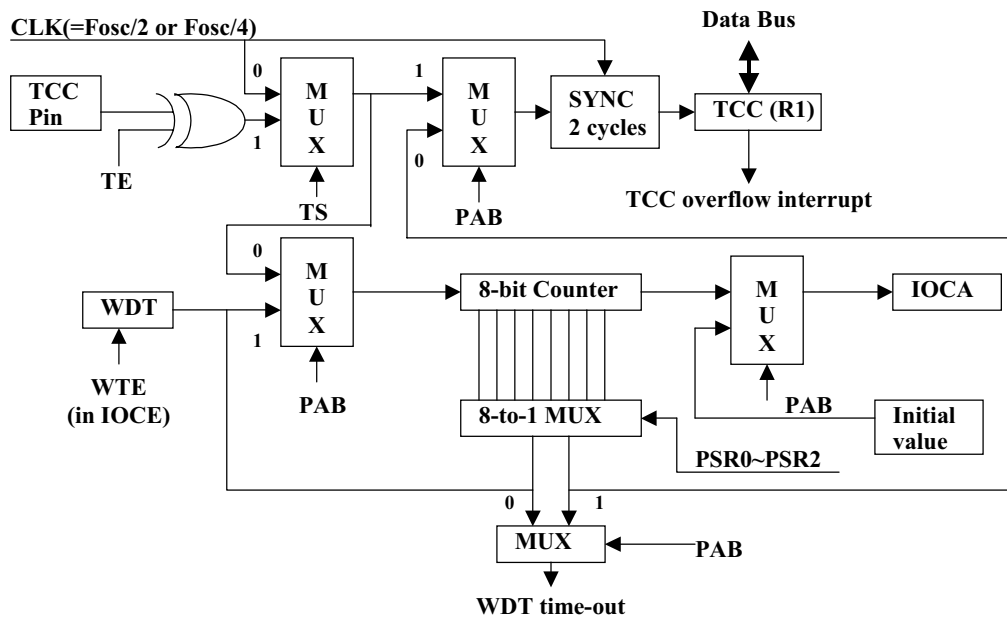 CLK(=Fosc/2 or Fosc/4)
Data Bus
TCC
Pin
0
1
TE
M
U
X
TS
1
0
M
U
X
PAB
SYNC
2 cycles
TCC (R1)
TCC overflow interrupt
0
1
M
U
X
PAB
WDT
WTE
(in IOCE)
8-bit Counter
8-to-1 MUX
M
U
X
PAB
IOCA
Initial
value
PSR0~PSR2
0
1
MUX
PAB
WDT time-out